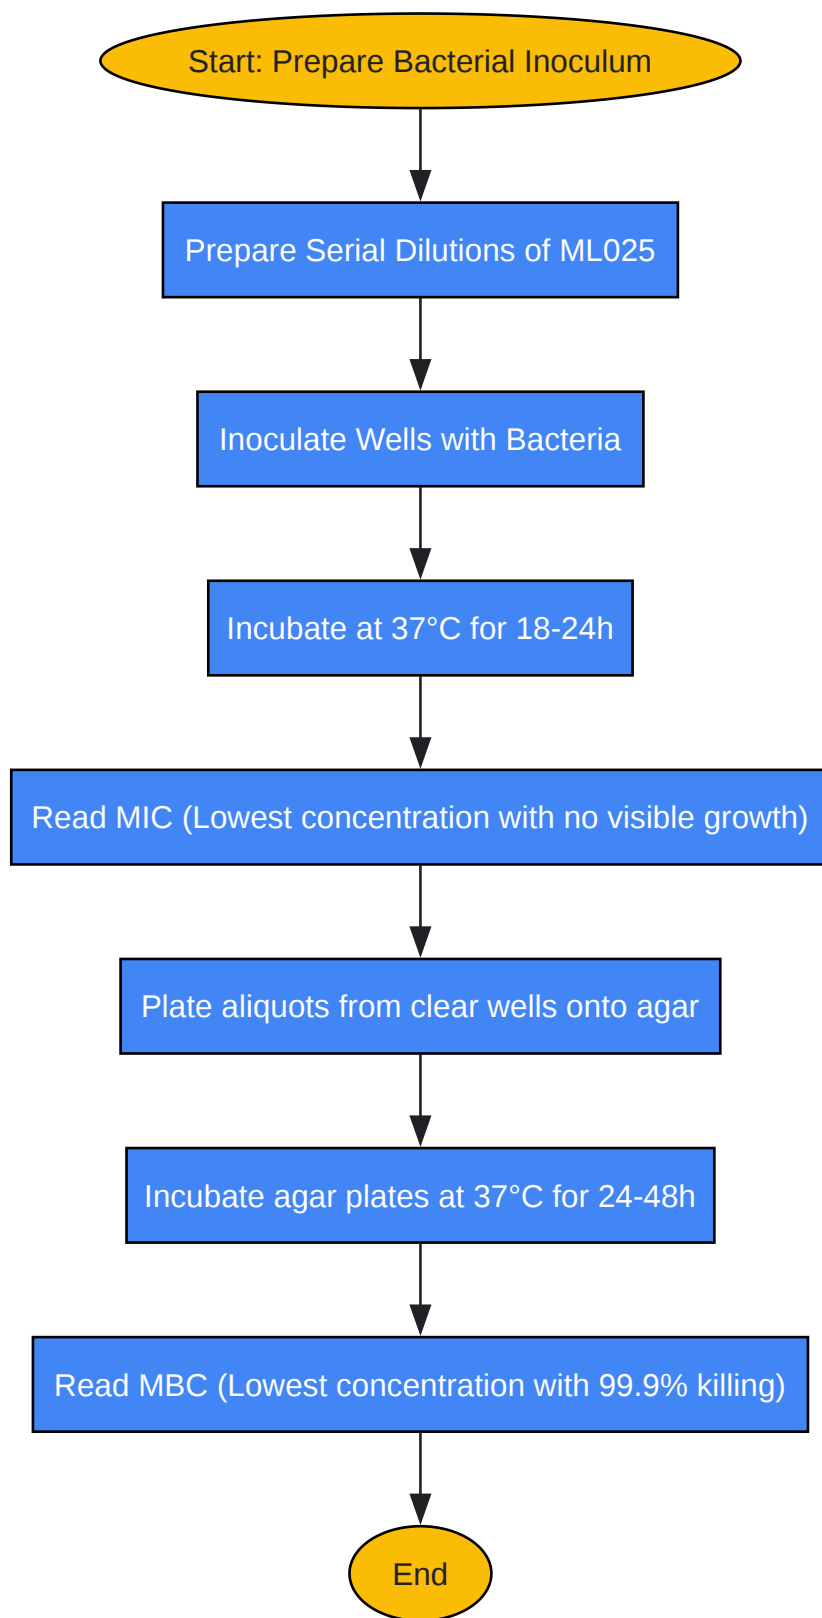 Start: Prepare Bacterial Inoculum
Prepare Serial Dilutions of ML025
Inoculate Wells with Bacteria
Incubate at 37°C for 18-24h
Read MIC (Lowest concentration with no visible growth)
Plate aliquots from clear wells onto agar
Incubate agar plates at 37°C for 24-48h
Read MBC (Lowest concentration with 99.9% killing)
End